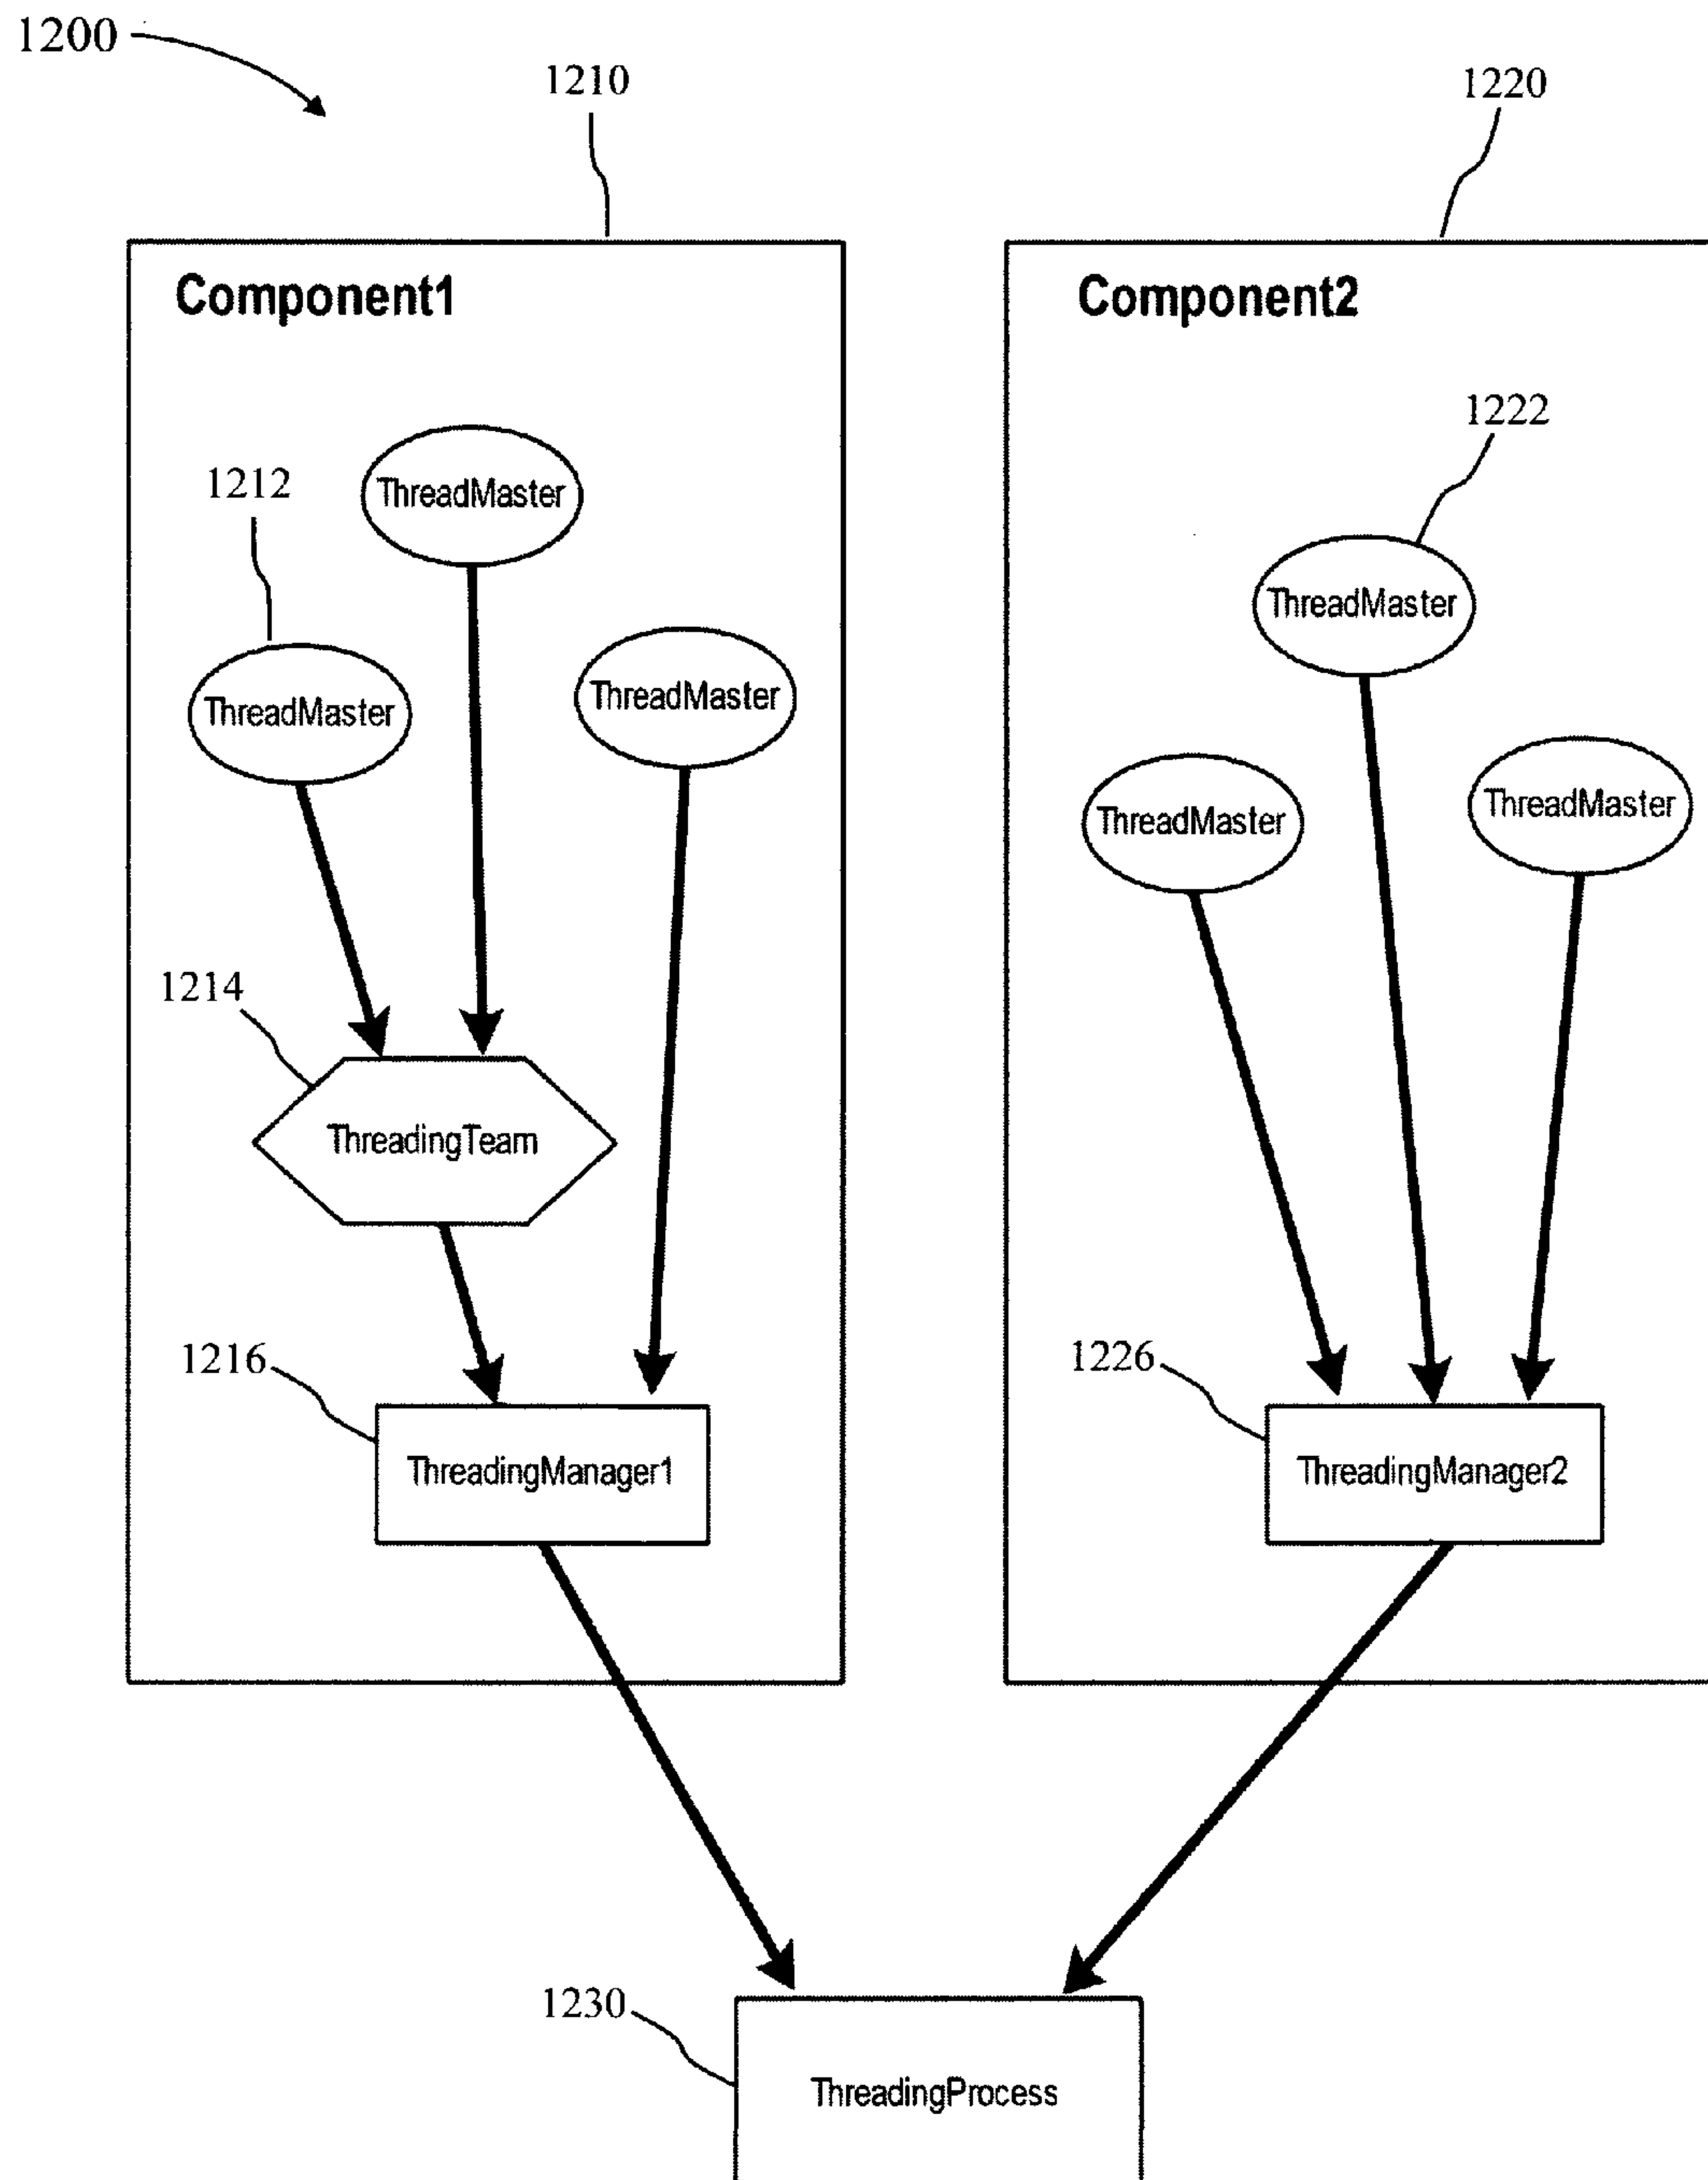 1200
1210
1220
Component1
Component2
1222
1212
ThreadMaster
ThreadMaster
ThreadMaster
ThreadMaster
ThreadMaster
ThreadMaster
1214
ThreadingTeam
1216
1226
ThreadingManager1
ThreadingManager2
1230
ThreadingProcess